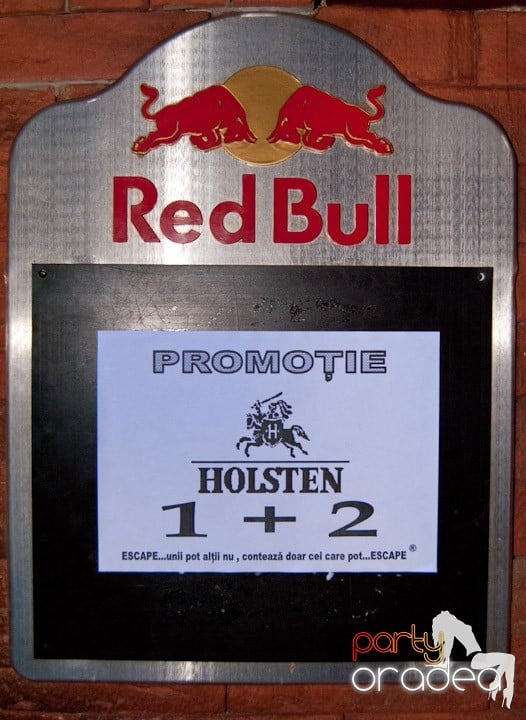 Red Bull
PROMOȚIE
H
HOLSTEN
1 + 2
ESCAPE...unii pot alții nu , contează doar cei care pot...ESCAPE ®
party
oradea